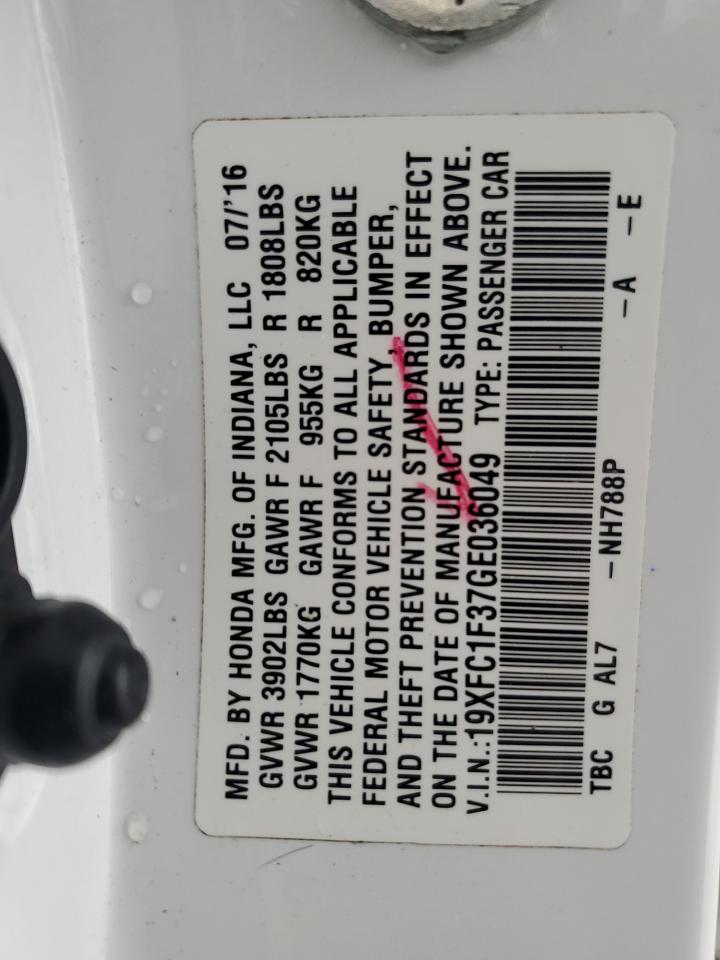 MFD. BY HONDA MFG. OF INDIANA, LLC 07/'16
GVWR 3902LBS GAWR F 2105LBS R 1808LBS
GVWR 1770KG GAWR F 955KG R 820KG
THIS VEHICLE CONFORMS TO ALL APPLICABLE
FEDERAL MOTOR VEHICLE SAFETY, BUMPER,
AND THEFT PREVENTION STANDARDS IN EFFECT
ON THE DATE OF MANUFACTURE SHOWN ABOVE.
V.I.N.:19XFC1F37GE036049 TYPE: PASSENGER CAR
TBC G AL7 –NH788P –A –E